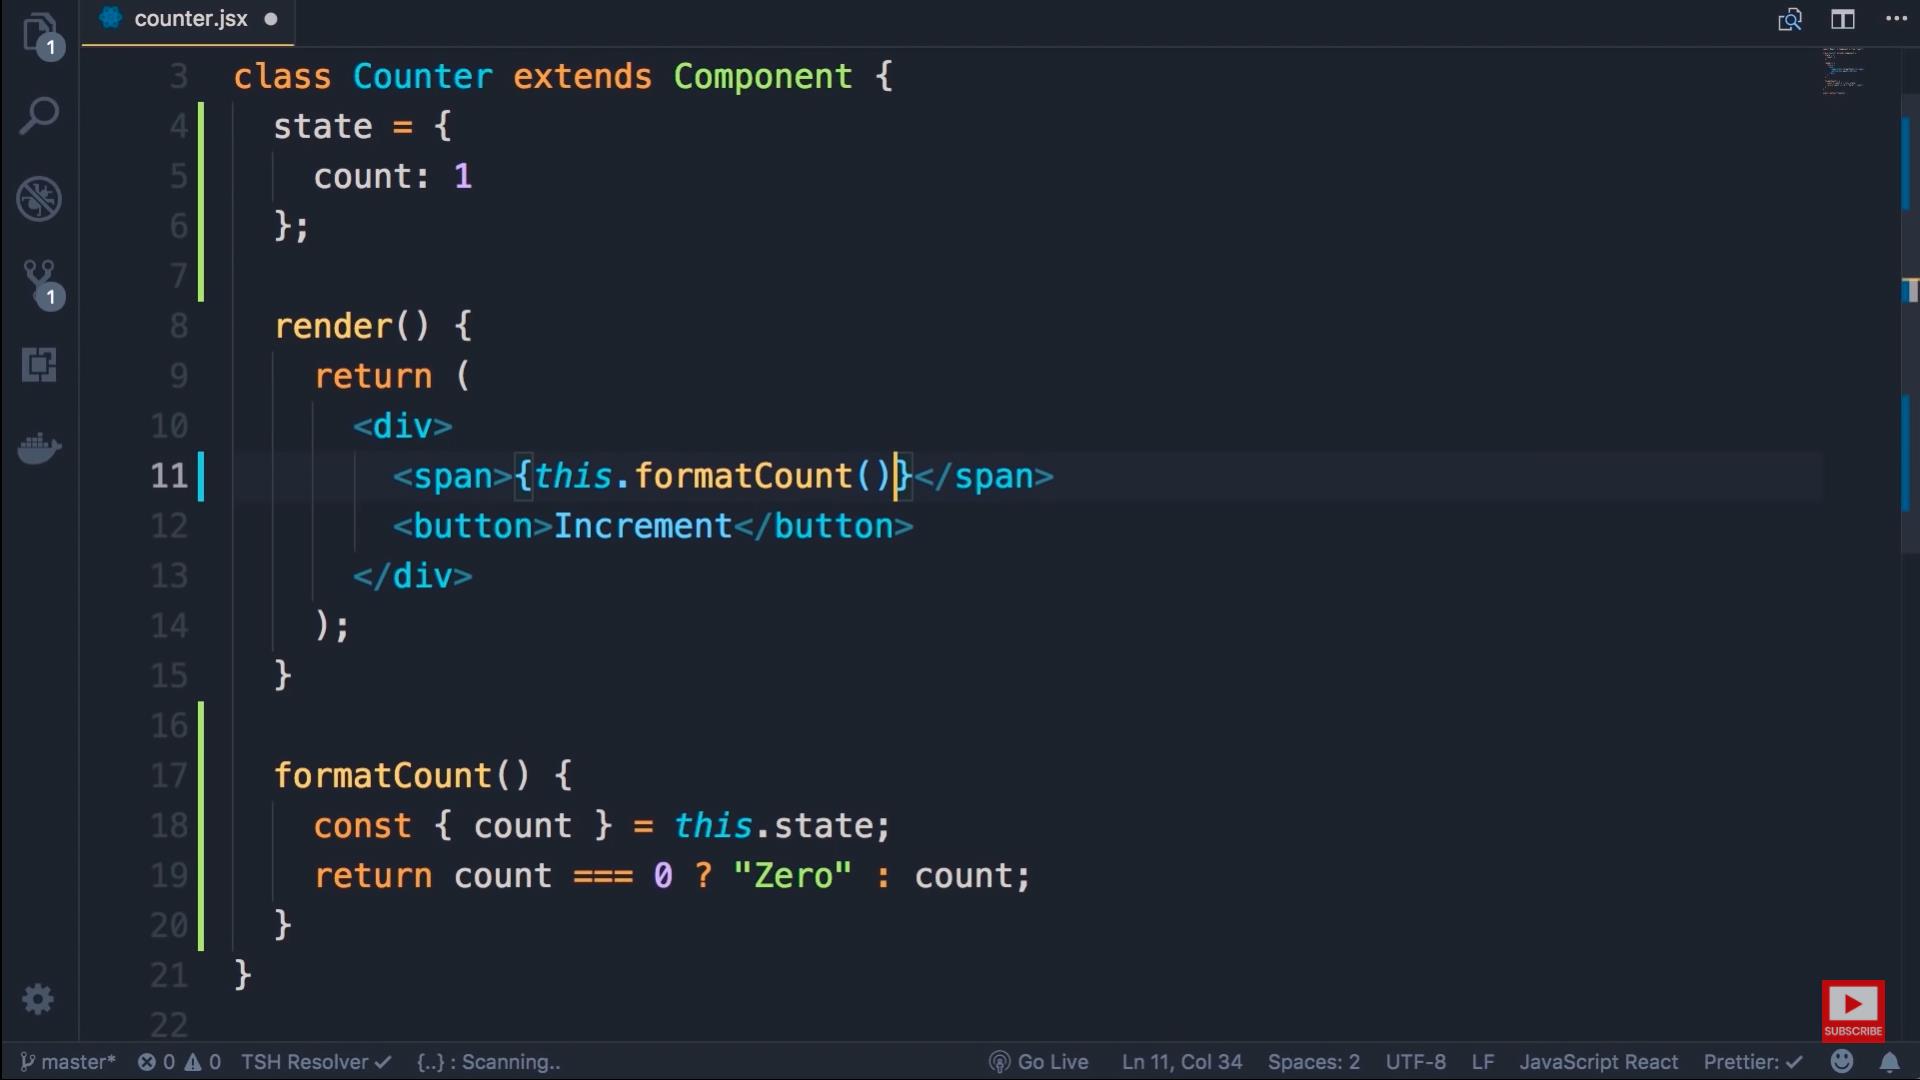 1
counter.jsx
3 class Counter extends Component {
4 state = {
5 count: 1
6 };
7
8 render() {
9 return (
10 <div>
11 <span>{this.formatCount()}</span>
12 <button>Increment</button>
13 </div>
14 );
15 }
16
17 formatCount() {
18 const { count } = this.state;
19 return count === 0 ? "Zero" : count;
20 }
21 }
22
1
SUBSCRIBE
master* 0 0 TSH Resolver {..} : Scanning.. Go Live Ln 11, Col 34 Spaces: 2 UTF-8 LF JavaScript React Prettier: